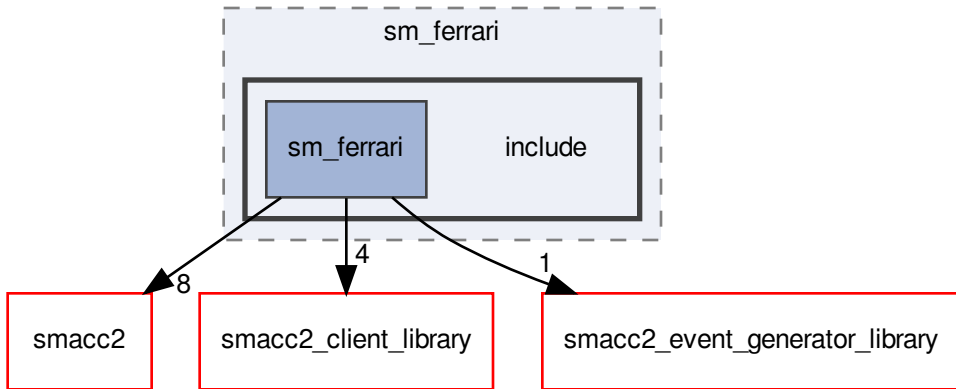 sm_ferrari
sm_ferrari
include
8
4
1
smacc2
smacc2_client_library
smacc2_event_generator_library